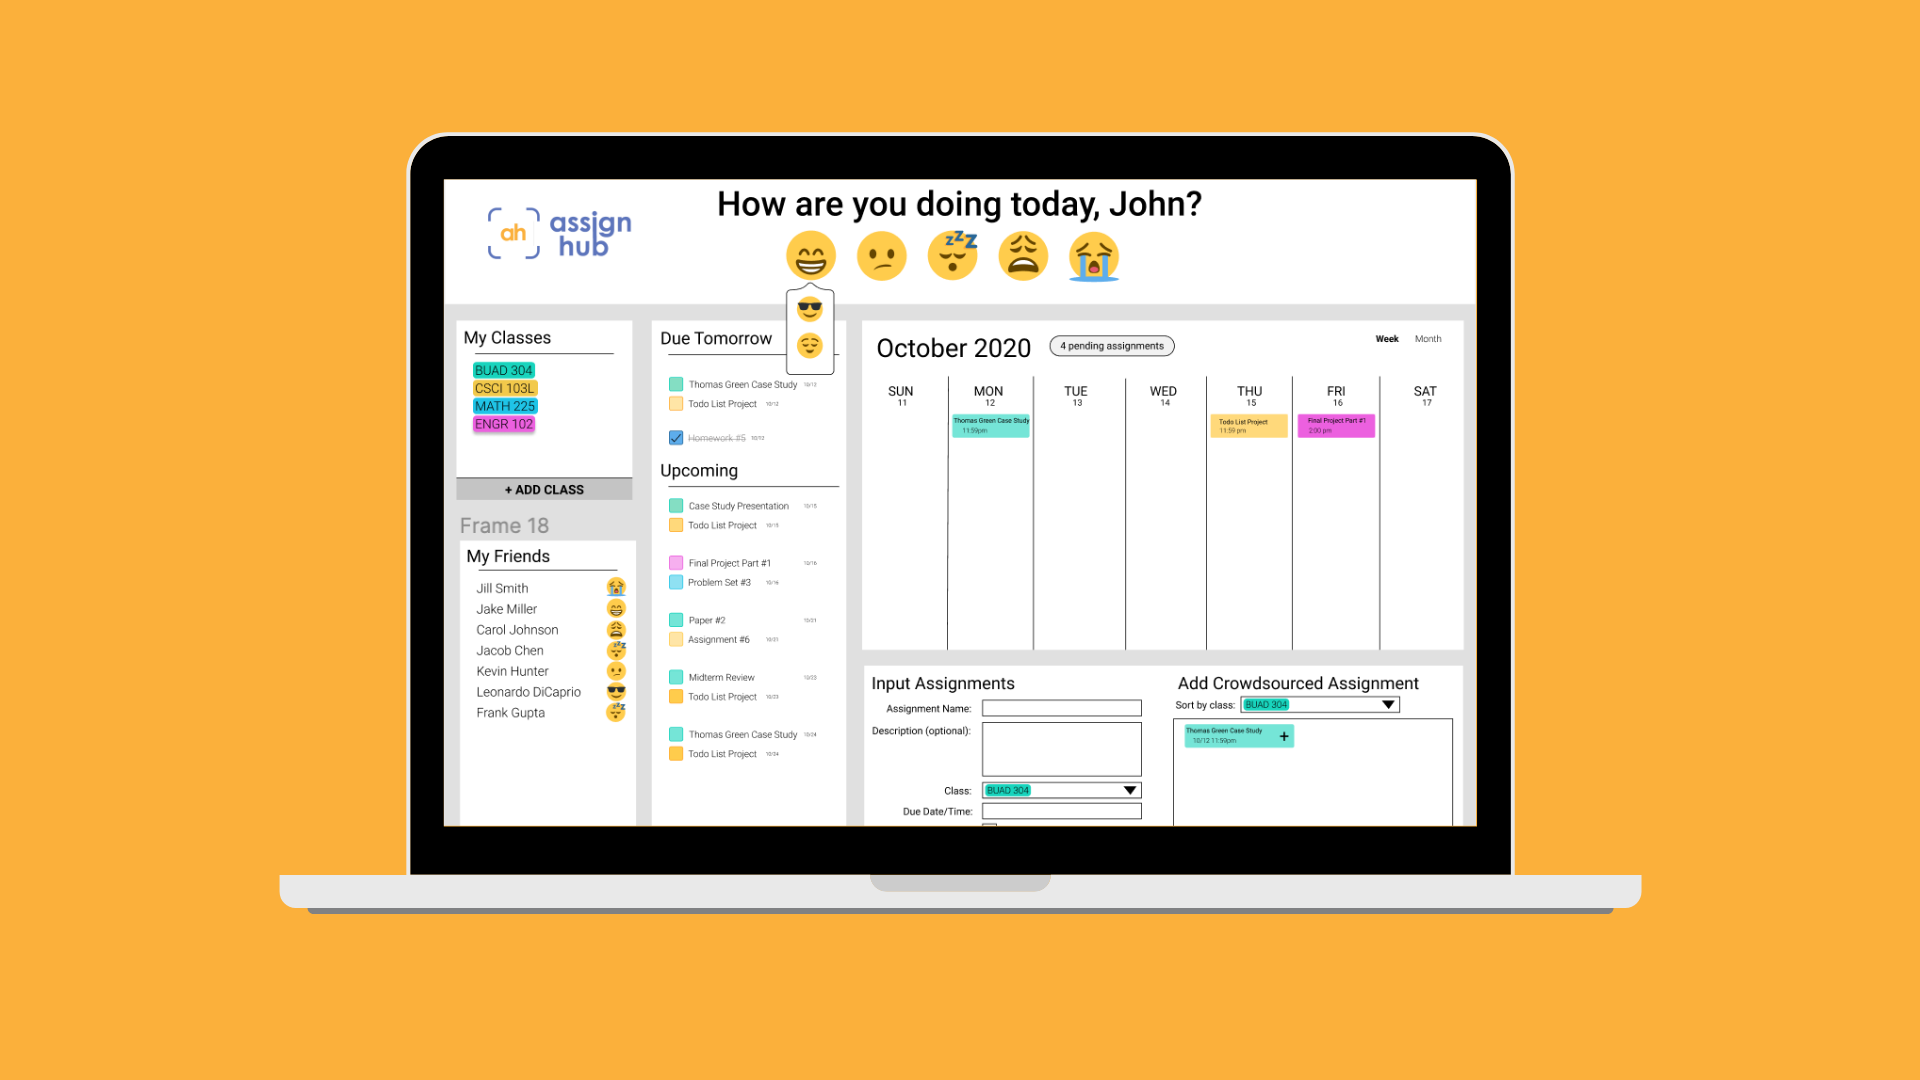 How are you doing today, John?
ah
assign
hub
My Classes
BUAD 304
CSCI 103L
MATH 225
ENGR 102
+ ADD CLASS
Frame 18
My Friends
Jill Smith
Jake Miller
Carol Johnson
Jacob Chen
Kevin Hunter
Leonardo DiCaprio
Frank Gupta
Due Tomorrow
Thomas Green Case Study 10/12
Todo List Project 10/12
Homework #5 10/12
Upcoming
Case Study Presentation 10/15
Todo List Project 10/15
Final Project Part #1 10/16
Problem Set #3 10/16
Paper #2 10/21
Assignment #6 10/21
Midterm Review 10/23
Todo List Project 10/23
Thomas Green Case Study 10/24
Todo List Project 10/24
October 2020
4 pending assignments
Week Month
SUN MON TUE WED THU FRI SAT
11 12 13 14 15 16 17
Thomas Green Case Study
11:59pm
Todo List Project
11:59 pm
Final Project Part #1
2:00 pm
Input Assignments
Assignment Name:
Description (optional):
Class: BUAD 304
Due Date/Time:
Add Crowdsourced Assignment
Sort by class: BUAD 304
Thomas Green Case Study
10/12 11:59pm
+